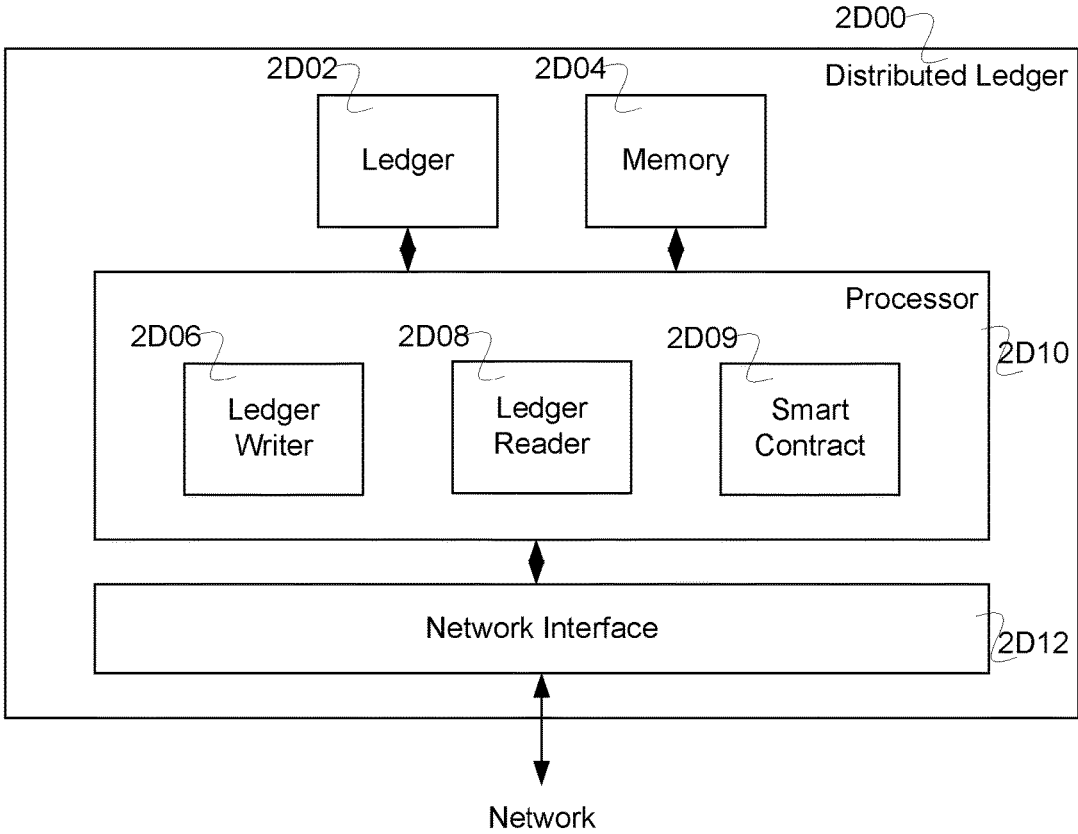 2D00
Distributed Ledger
2D02
2D04
Ledger
Memory
Processor
2D06
2D08
2D09
2D10
Ledger
Writer
Ledger
Reader
Smart
Contract
Network Interface
2D12
Network